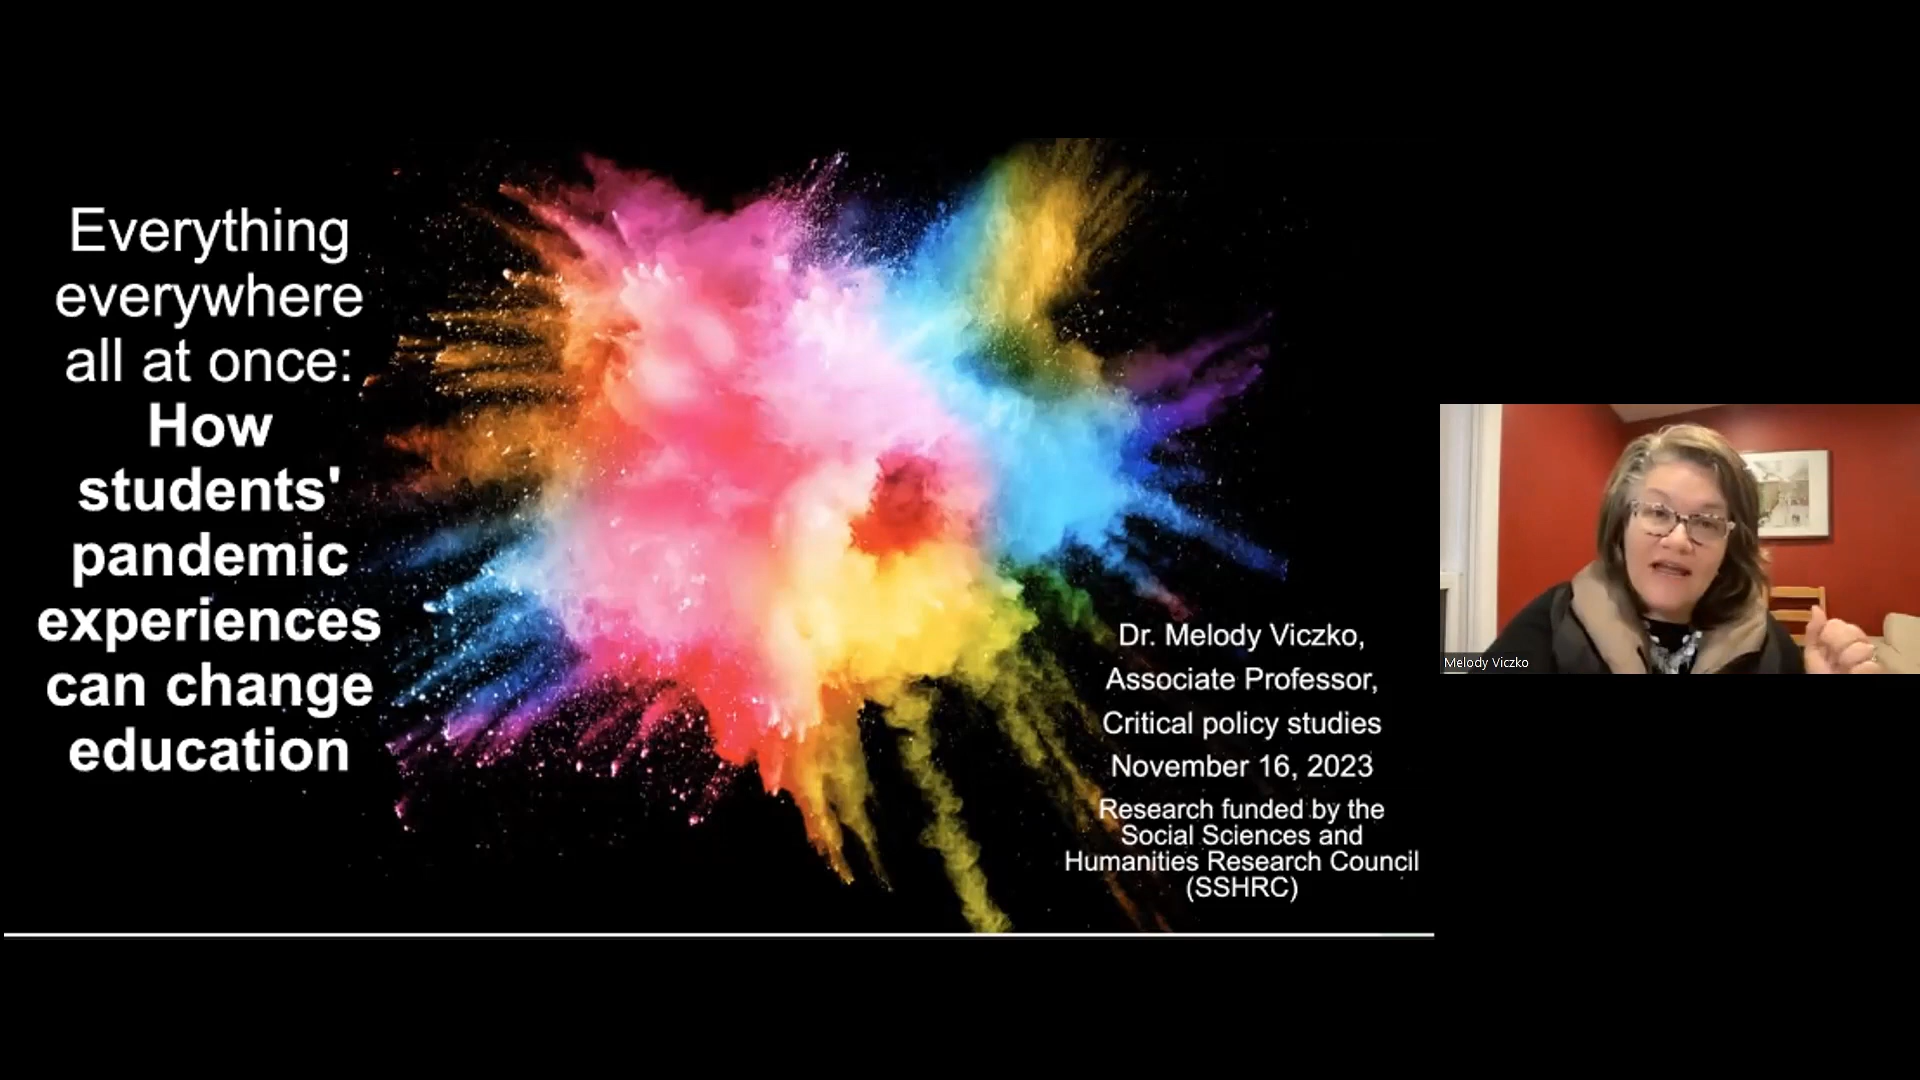 Everything
everywhere
all at once:
How
students'
pandemic
experiences
can change
education
Dr. Melody Viczko,
Associate Professor,
Critical policy studies
November 16, 2023
Research funded by the
Social Sciences and
Humanities Research Council
(SSHRC)
Melody Viczko